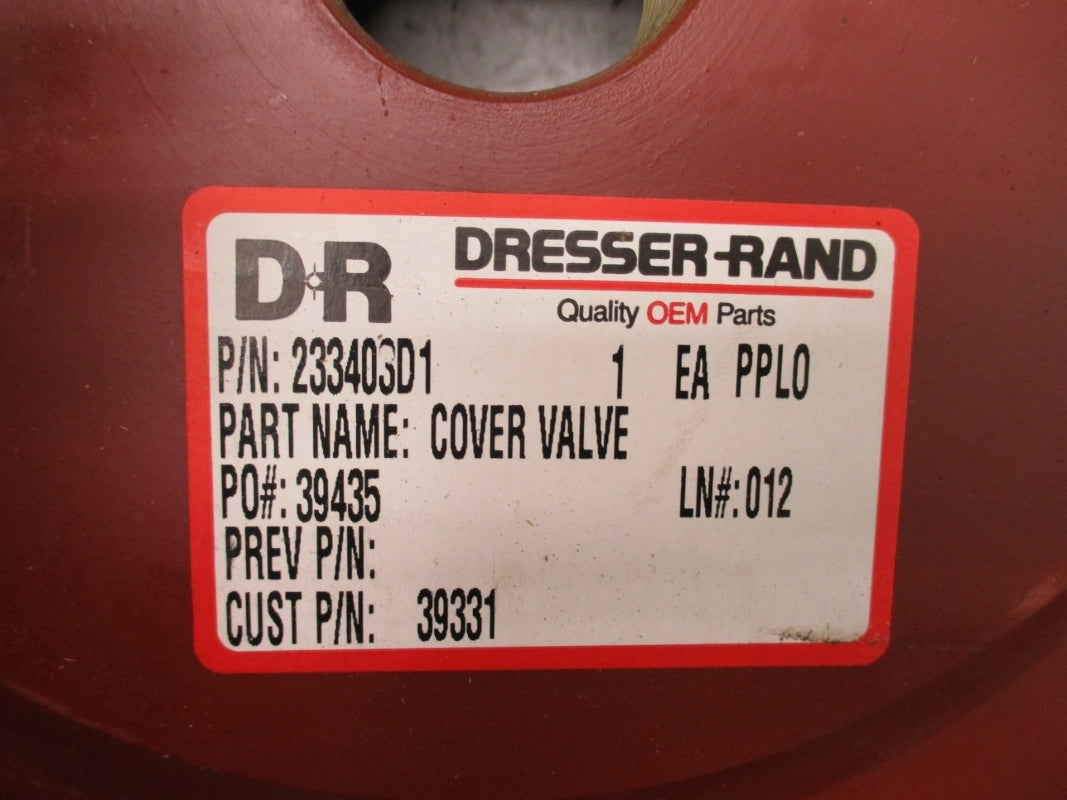 D-R DRESSER-RAND
Quality OEM Parts
P/N: 233403D1 1 EA PPLO
PART NAME: COVER VALVE
PO#: 39435 LN#: 012
PREV P/N:
CUST P/N: 39331